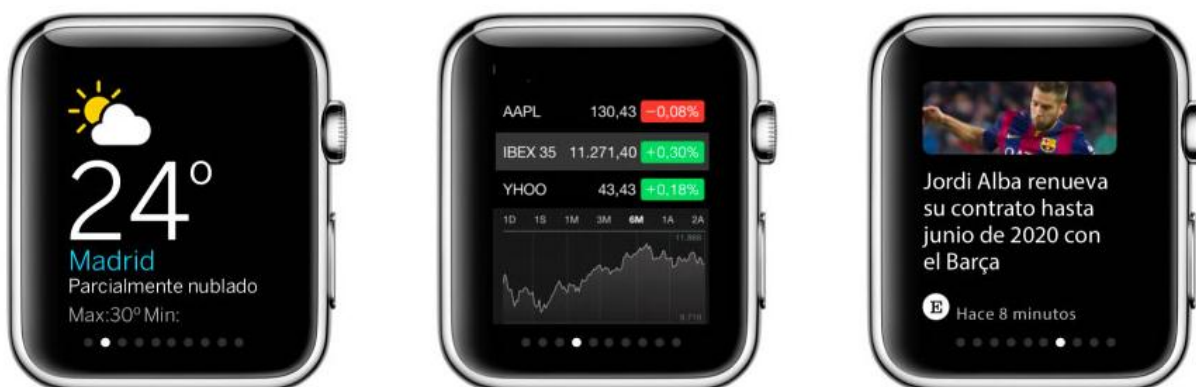 24°
Madrid
Parcialmente nublado
Max:30º Min:
AAPL 130,43 −0,08%
IBEX 35 11.271,40 +0,30%
YHOO 43,43 +0,18%
1D 1S 1M 3M 6M 1A 2A
Jordi Alba renueva
su contrato hasta
junio de 2020 con
el Barça
E Hace 8 minutos